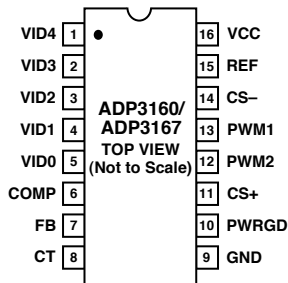 VID4 1 16 VCC
VID3 2 15 REF
VID2 3 14 CS–
VID1 4 13 PWM1
VID0 5 12 PWM2
COMP 6 11 CS+
FB 7 10 PWRGD
CT 8 9 GND
ADP3160/
ADP3167
TOP VIEW
(Not to Scale)